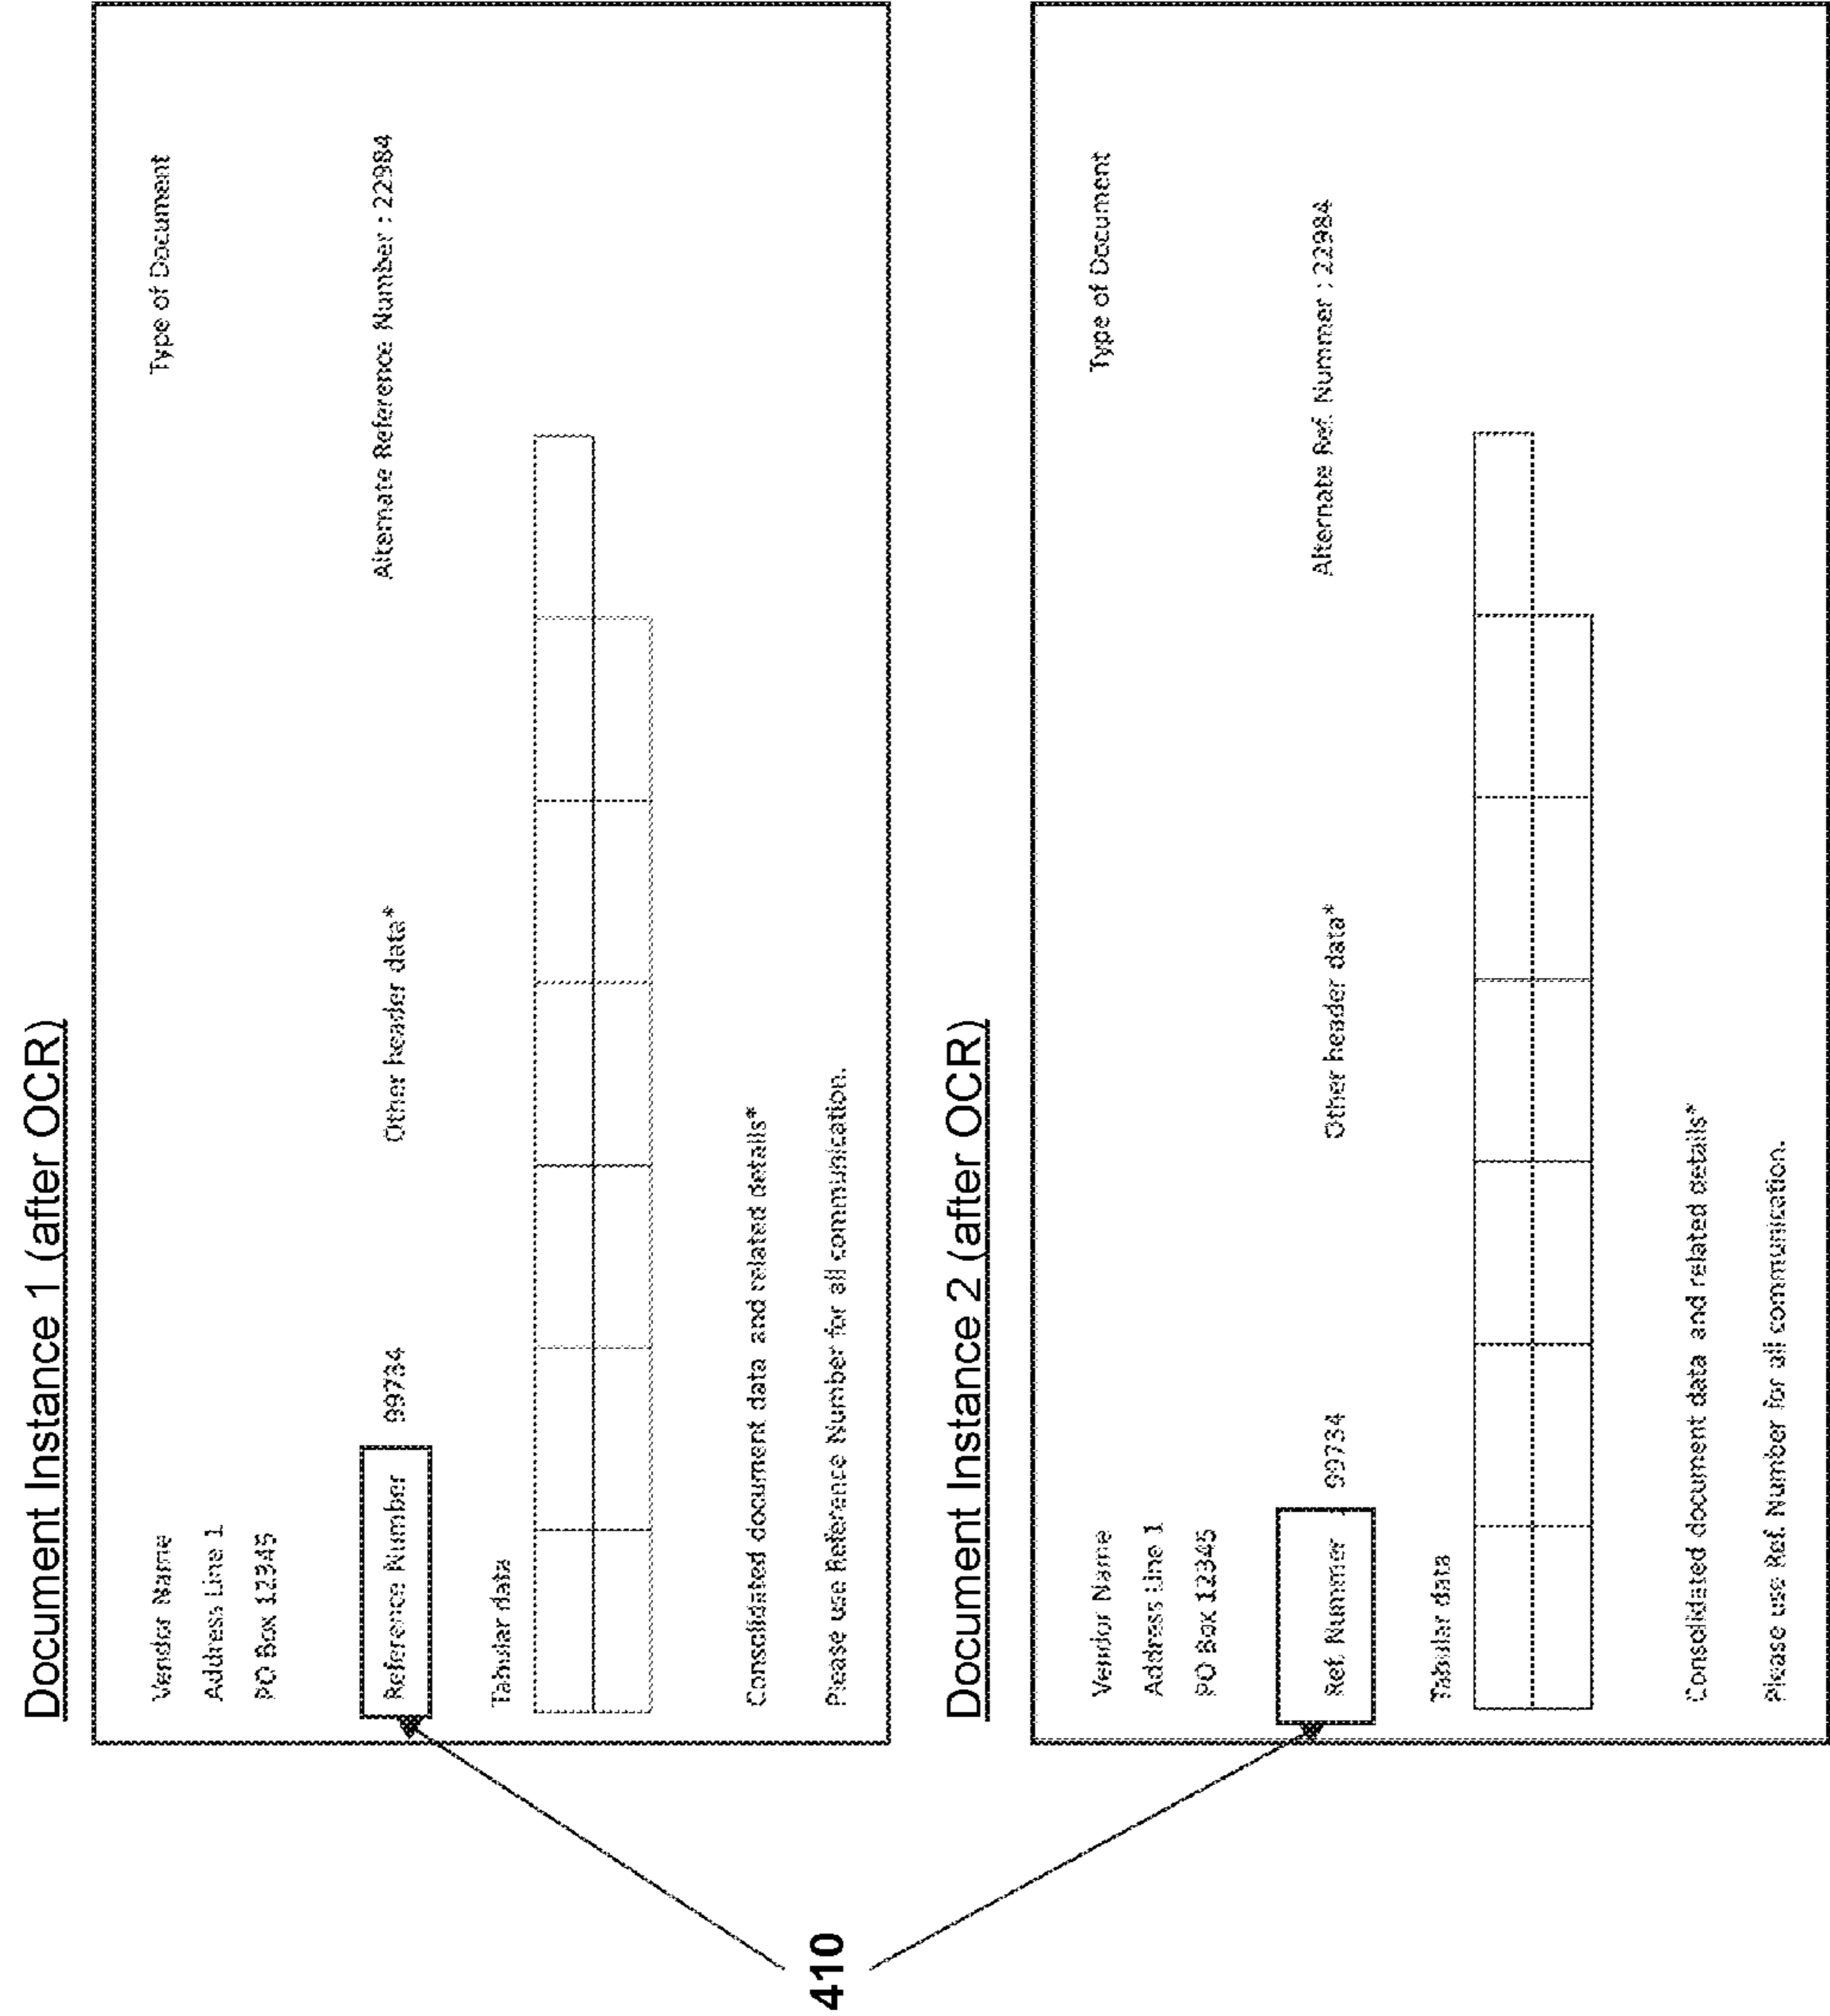 Document Instance 1 (after OCR)
Vendor Name
Type of Document
Address Line 1
PO Box 12345
Reference Number 99734
Other header data*
Alternate Reference Number : 22984
Tabular data
Consolidated document data and related details*
Please use Reference Number for all communication.
410
Document Instance 2 (after OCR)
Vendor Name
Type of Document
Address Line 1
PO Box 12345
Ref. Nummer 99734
Other header data*
Alternate Ref. Nummer : 22984
Tabular data
Consolidated document data and related details*
Please use Ref. Number for all communication.